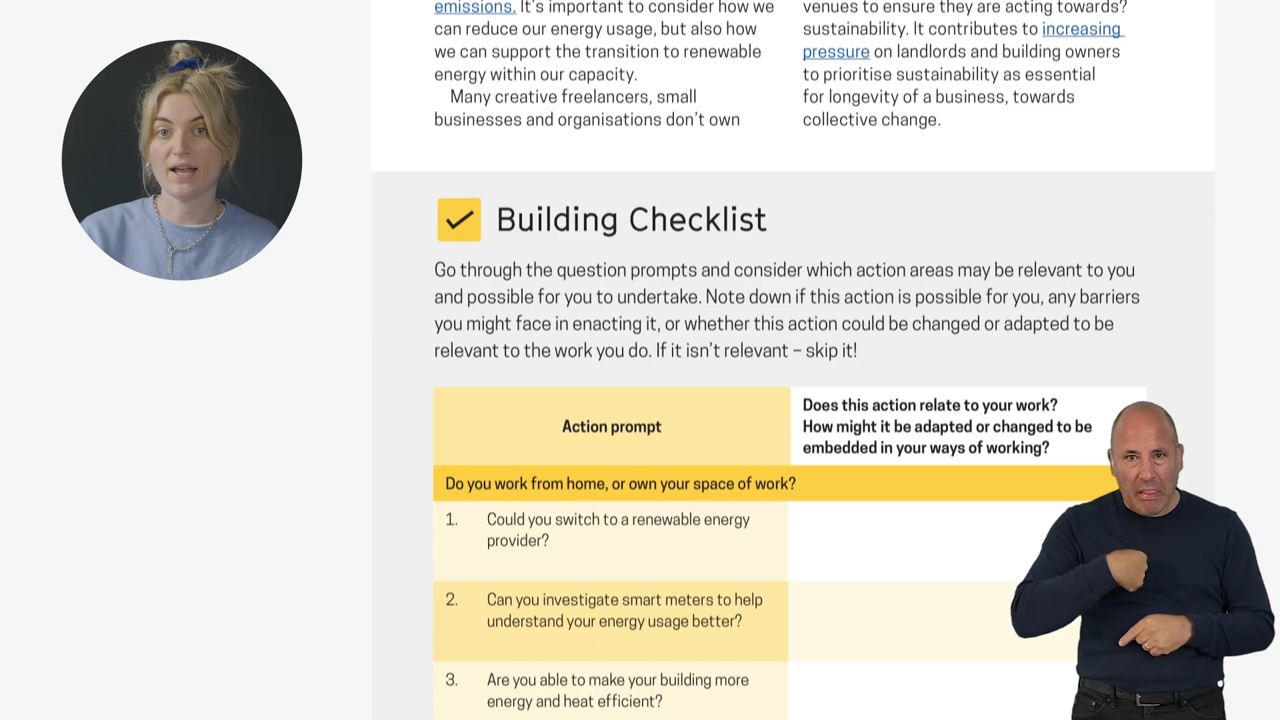 emissions. It's important to consider how we
can reduce our energy usage, but also how
we can support the transition to renewable
energy within our capacity.
Many creative freelancers, small
businesses and organisations don't own
venues to ensure they are acting towards?
sustainability. It contributes to increasing
pressure on landlords and building owners
to prioritise sustainability as essential
for longevity of a business, towards
collective change.
Building Checklist
Go through the question prompts and consider which action areas may be relevant to you
and possible for you to undertake. Note down if this action is possible for you, any barriers
you might face in enacting it, or whether this action could be changed or adapted to be
relevant to the work you do. If it isn't relevant – skip it!
Action prompt
Does this action relate to your work?
How might it be adapted or changed to be
embedded in your ways of working?
Do you work from home, or own your space of work?
1. Could you switch to a renewable energy
provider?
2. Can you investigate smart meters to help
understand your energy usage better?
3. Are you able to make your building more
energy and heat efficient?